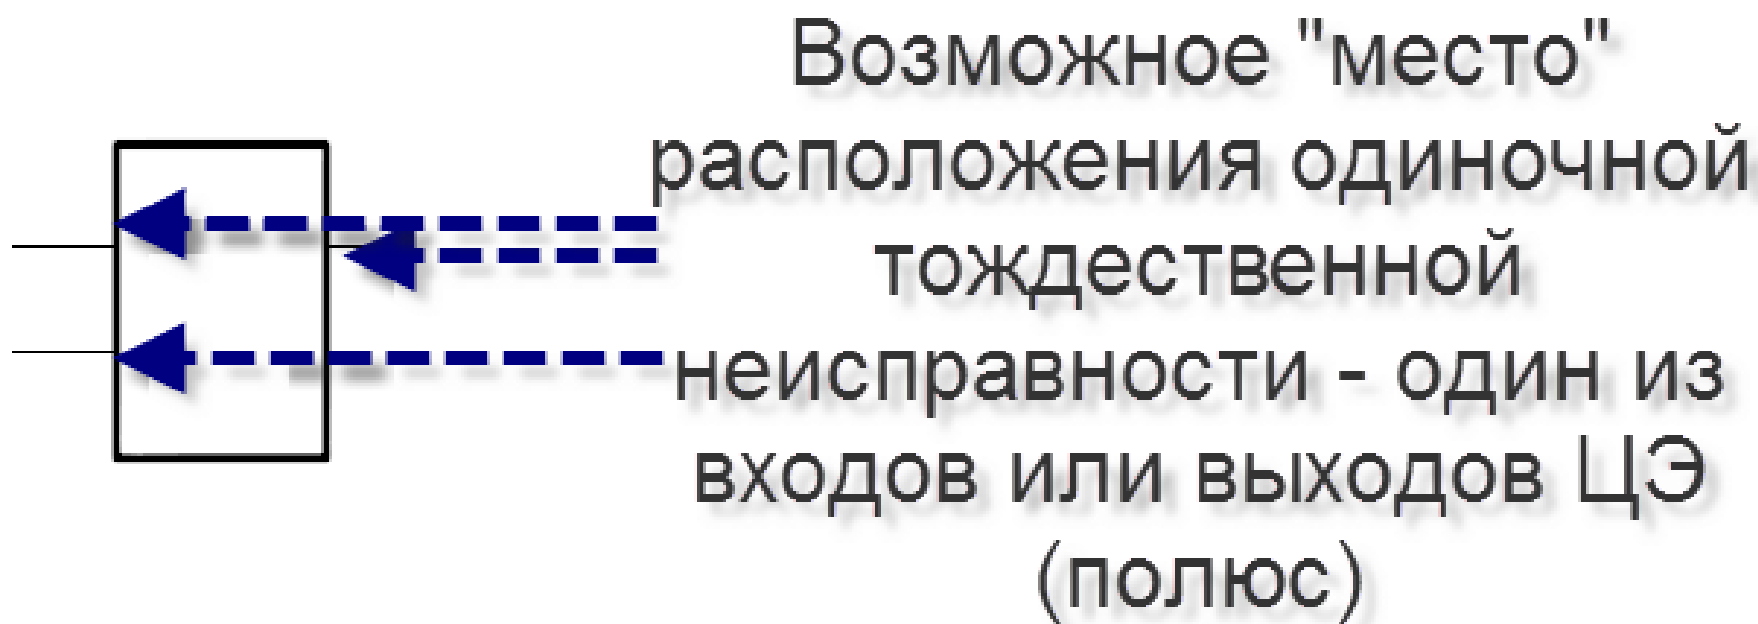 Возможное "место"
расположения одиночной
тождественной
неисправности - один из
входов или выходов ЦЭ
(полюс)